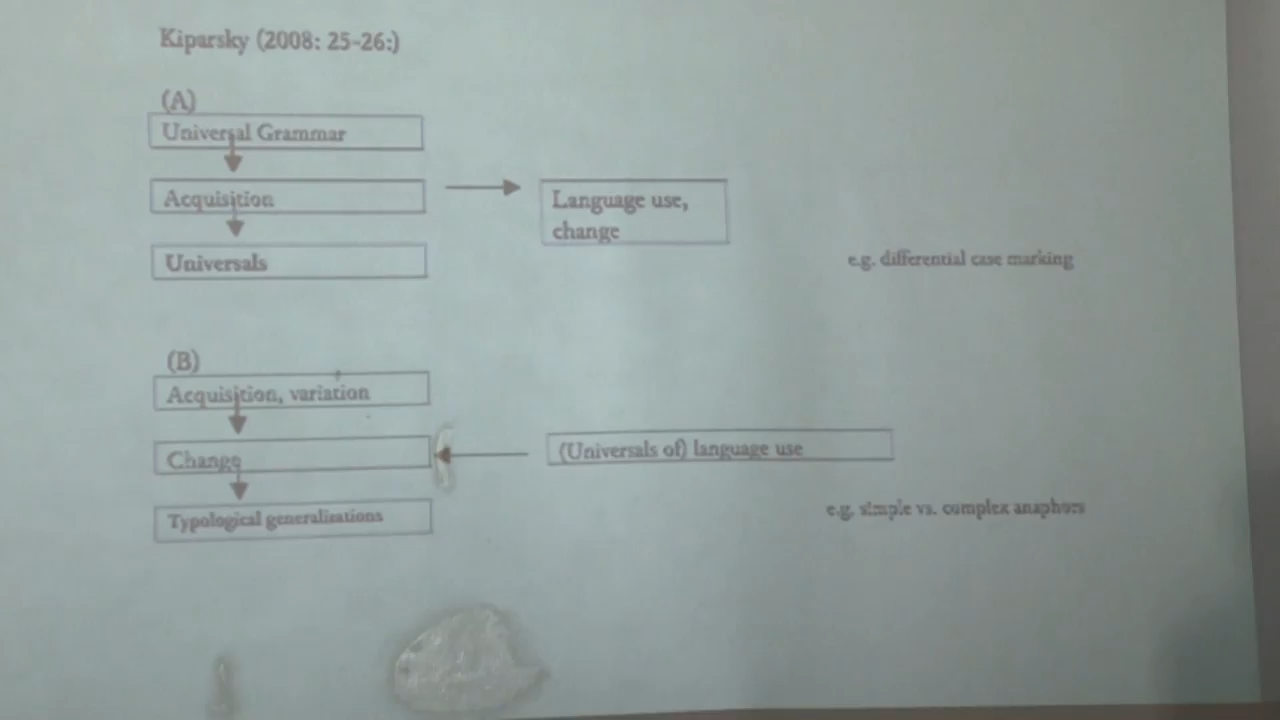 Kiparsky (2008: 25-26:)
(A)
Universal Grammar
Acquisition
Language use,
change
Universals
e.g. differential case marking
(B)
Acquisition, variation
Change
(Universals of) language use
Typological generalizations
e.g. simple vs. complex anaphors